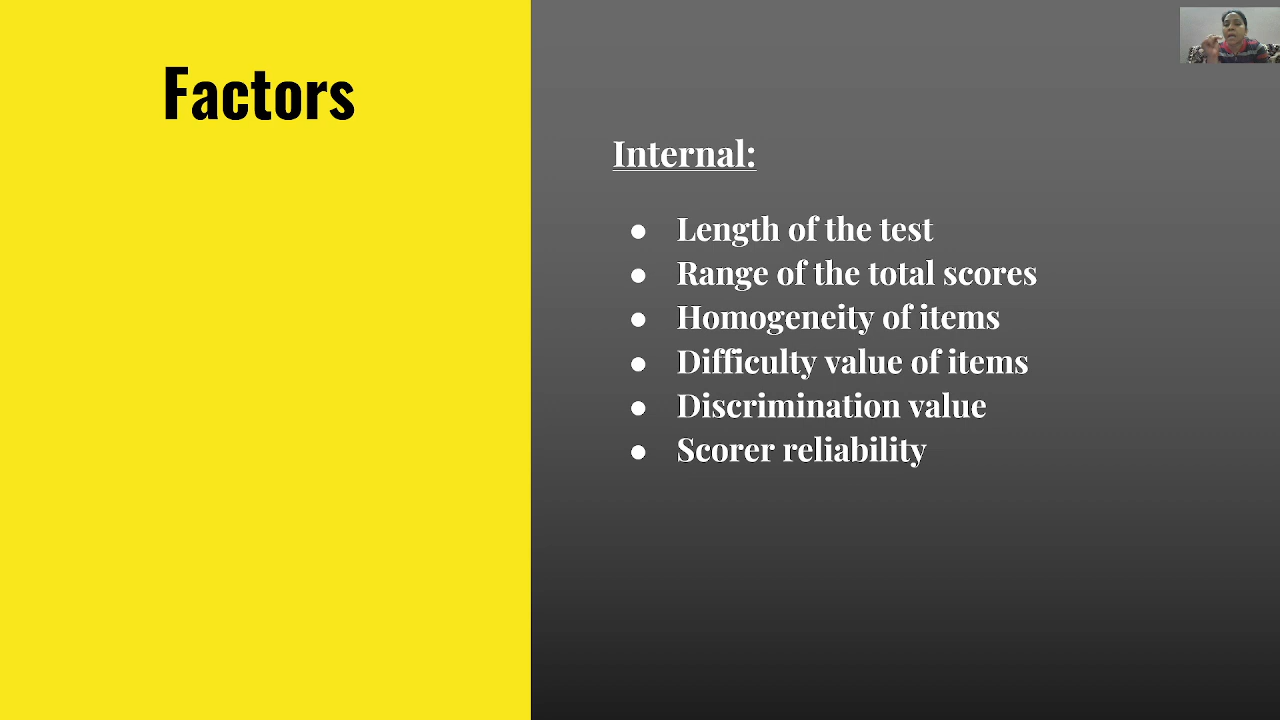 Factors
Internal:
● Length of the test
● Range of the total scores
● Homogeneity of items
● Difficulty value of items
● Discrimination value
● Scorer reliability